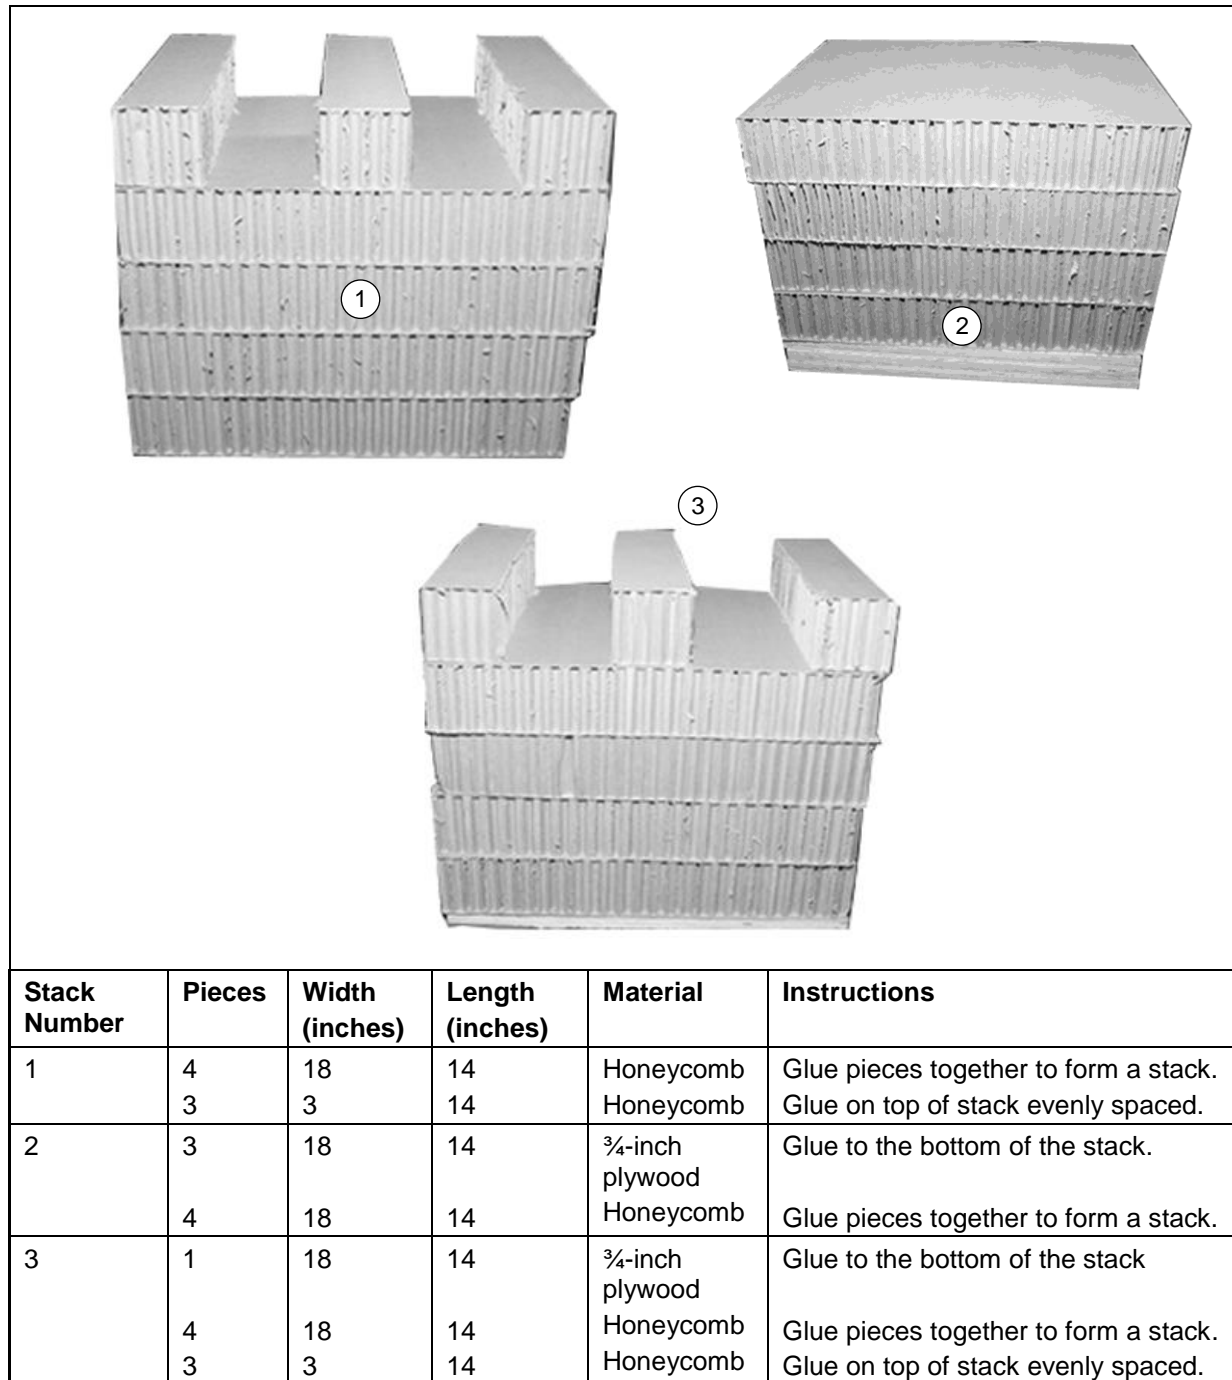 1
2
3
Stack Number | Pieces | Width (inches) | Length (inches) | Material | Instructions
1 | 4 | 18 | 14 | Honeycomb | Glue pieces together to form a stack.
3 | 3 | 14 | Honeycomb | Glue on top of stack evenly spaced.
2 | 3 | 18 | 14 | ¾-inch plywood | Glue to the bottom of the stack.
4 | 18 | 14 | Honeycomb | Glue pieces together to form a stack.
3 | 1 | 18 | 14 | ¾-inch plywood | Glue to the bottom of the stack
4 | 18 | 14 | Honeycomb | Glue pieces together to form a stack.
3 | 3 | 14 | Honeycomb | Glue on top of stack evenly spaced.